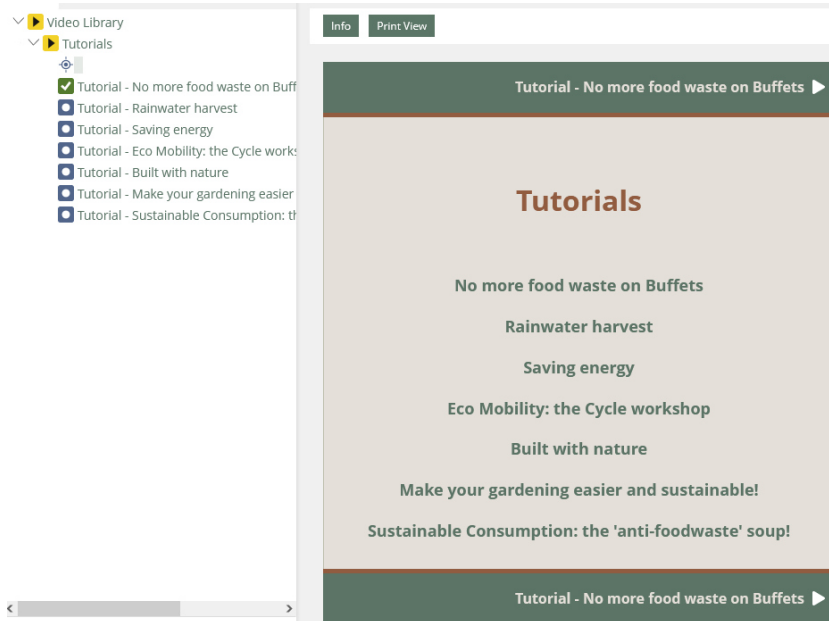 Video Library
Tutorials
Tutorial - No more food waste on Buff
Tutorial - Rainwater harvest
Tutorial - Saving energy
Tutorial - Eco Mobility: the Cycle works
Tutorial - Built with nature
Tutorial - Make your gardening easier
Tutorial - Sustainable Consumption: th
Info
Print View
Tutorial - No more food waste on Buffets
Tutorials
No more food waste on Buffets
Rainwater harvest
Saving energy
Eco Mobility: the Cycle workshop
Built with nature
Make your gardening easier and sustainable!
Sustainable Consumption: the 'anti-foodwaste' soup!
Tutorial - No more food waste on Buffets